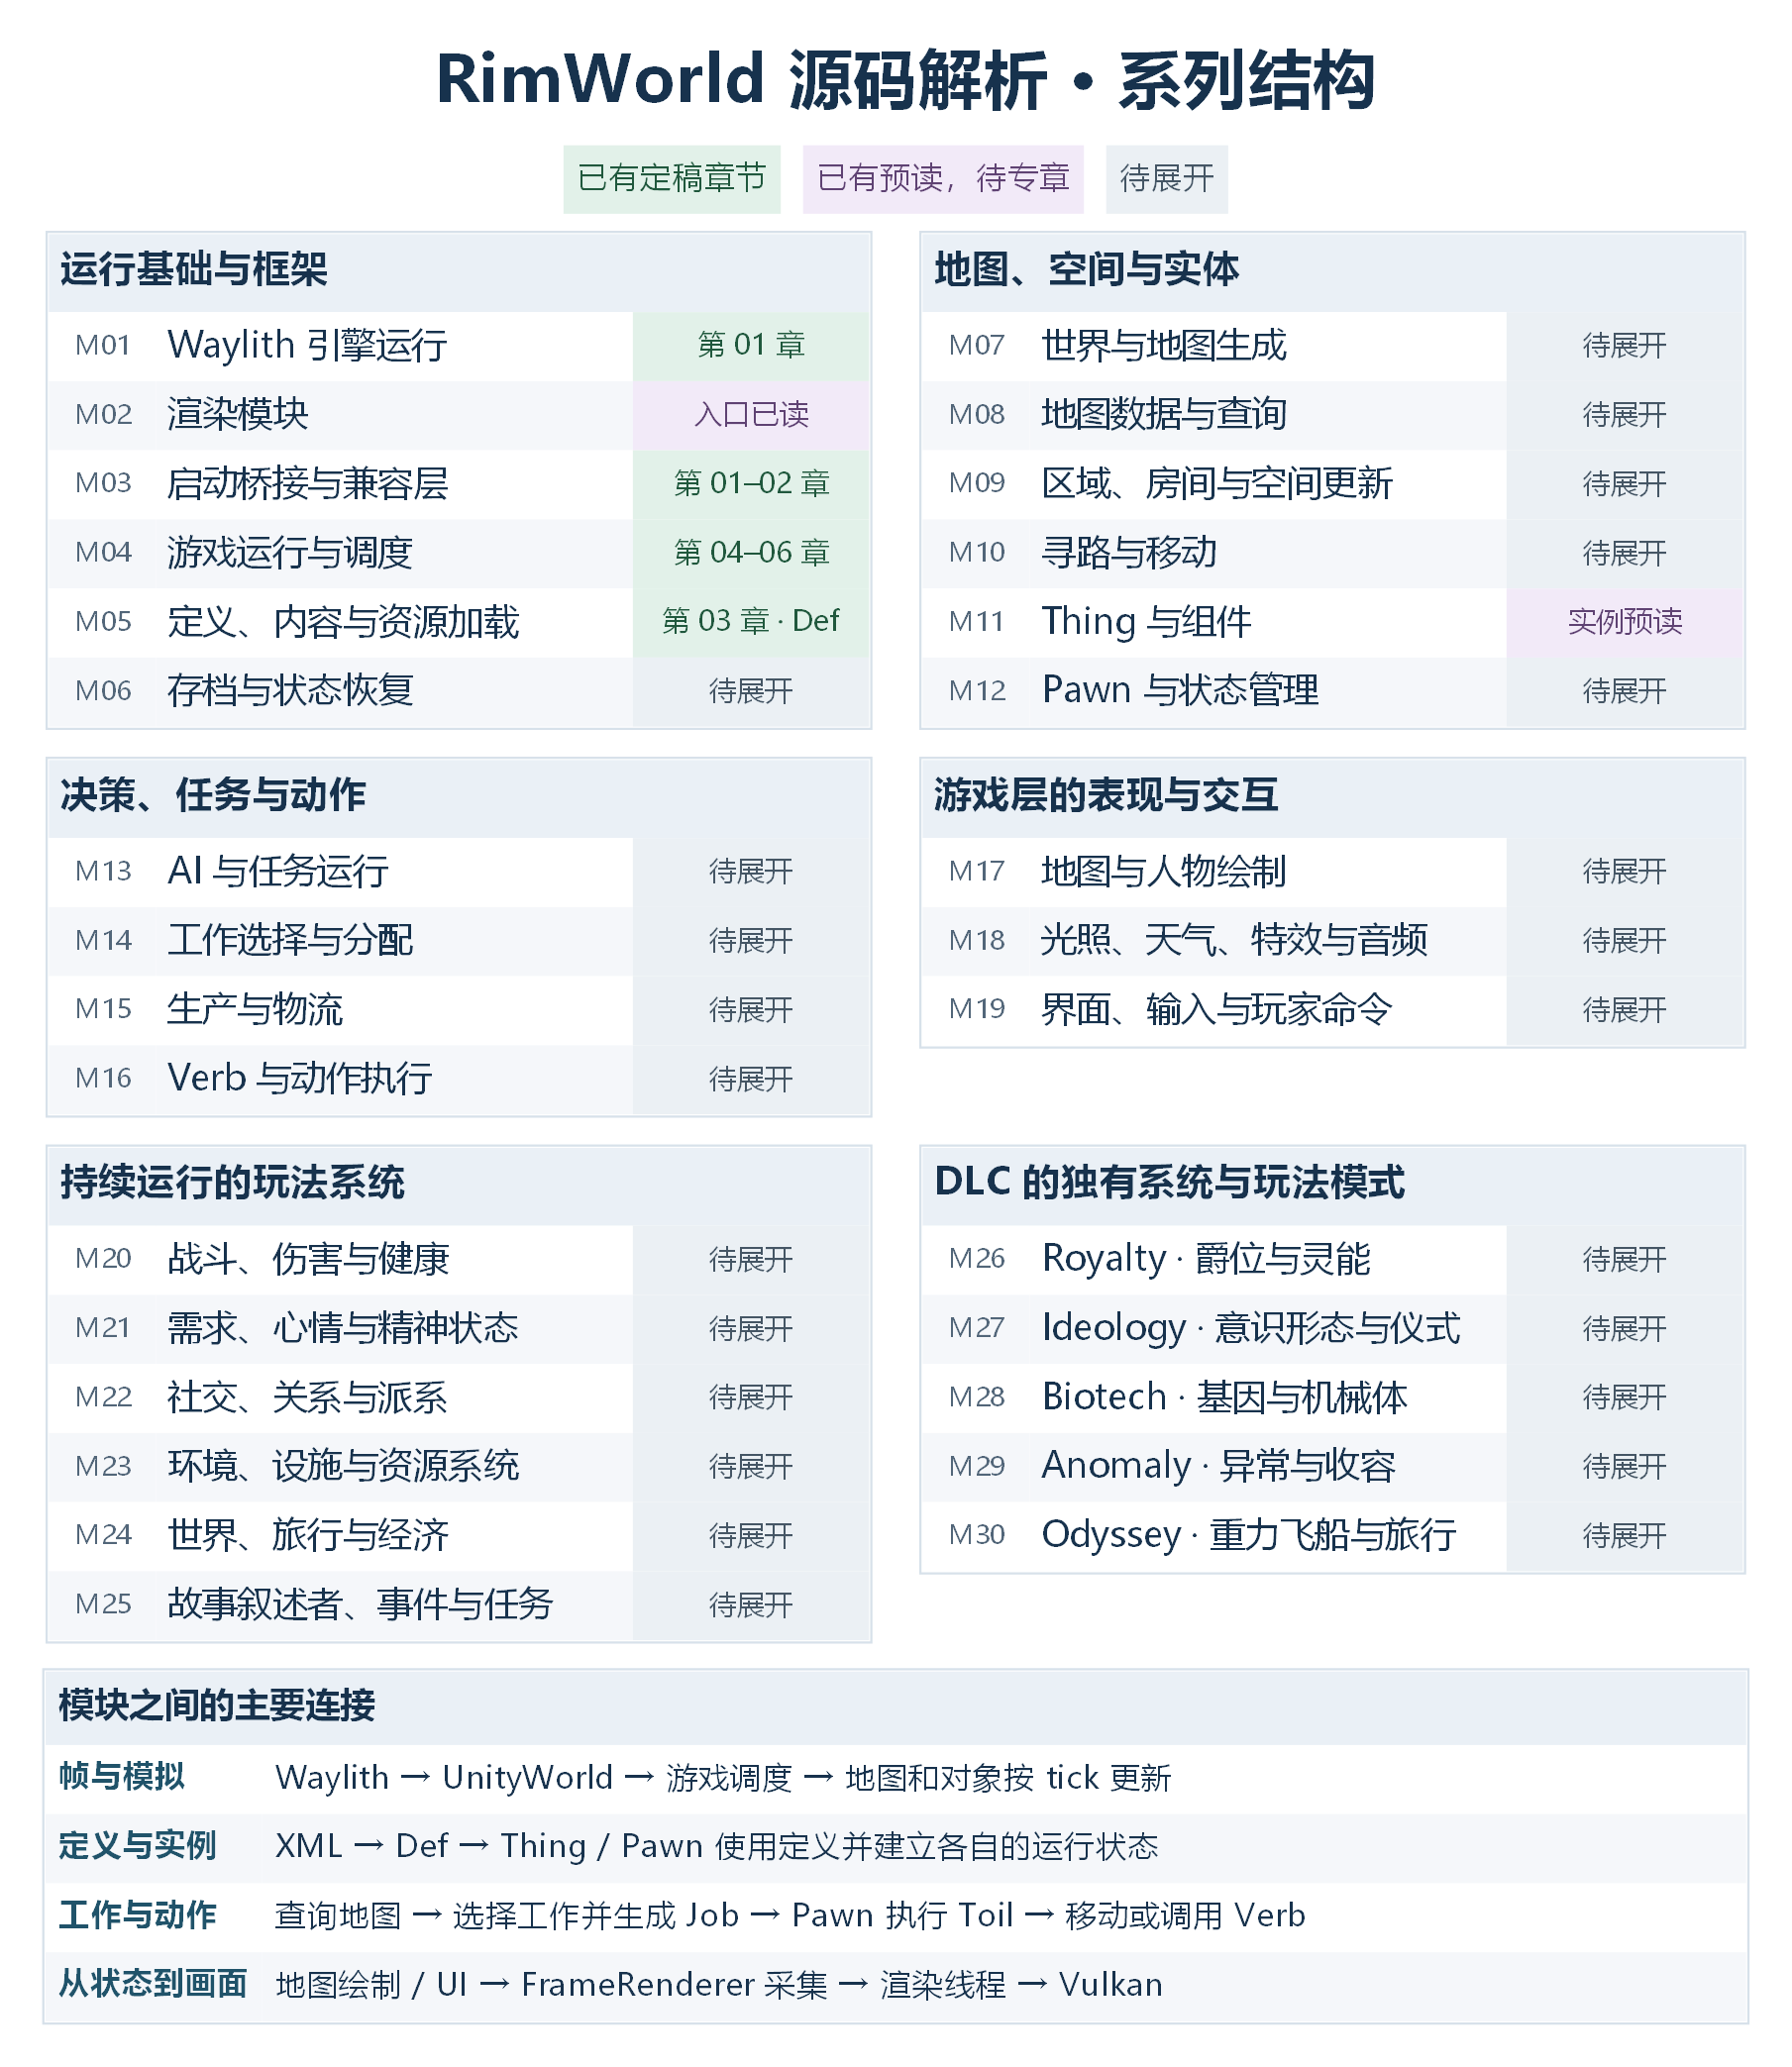 RimWorld 源码解析 · 系列结构
已有定稿章节 已有预读，待专章 待展开
运行基础与框架
M01 Waylith 引擎运行 第 01 章
M02 渲染模块 入口已读
M03 启动桥接与兼容层 第 01–02 章
M04 游戏运行与调度 第 04–06 章
M05 定义、内容与资源加载 第 03 章 · Def
M06 存档与状态恢复 待展开
地图、空间与实体
M07 世界与地图生成 待展开
M08 地图数据与查询 待展开
M09 区域、房间与空间更新 待展开
M10 寻路与移动 待展开
M11 Thing 与组件 实例预读
M12 Pawn 与状态管理 待展开
决策、任务与动作
M13 AI 与任务运行 待展开
M14 工作选择与分配 待展开
M15 生产与物流 待展开
M16 Verb 与动作执行 待展开
游戏层的表现与交互
M17 地图与人物绘制 待展开
M18 光照、天气、特效与音频 待展开
M19 界面、输入与玩家命令 待展开
持续运行的玩法系统
M20 战斗、伤害与健康 待展开
M21 需求、心情与精神状态 待展开
M22 社交、关系与派系 待展开
M23 环境、设施与资源系统 待展开
M24 世界、旅行与经济 待展开
M25 故事叙述者、事件与任务 待展开
DLC 的独有系统与玩法模式
M26 Royalty · 爵位与灵能 待展开
M27 Ideology · 意识形态与仪式 待展开
M28 Biotech · 基因与机械体 待展开
M29 Anomaly · 异常与收容 待展开
M30 Odyssey · 重力飞船与旅行 待展开
模块之间的主要连接
帧与模拟 Waylith → UnityWorld → 游戏调度 → 地图和对象按 tick 更新
定义与实例 XML → Def → Thing / Pawn 使用定义并建立各自的运行状态
工作与动作 查询地图 → 选择工作并生成 Job → Pawn 执行 Toil → 移动或调用 Verb
从状态到画面 地图绘制 / UI → FrameRenderer 采集 → 渲染线程 → Vulkan